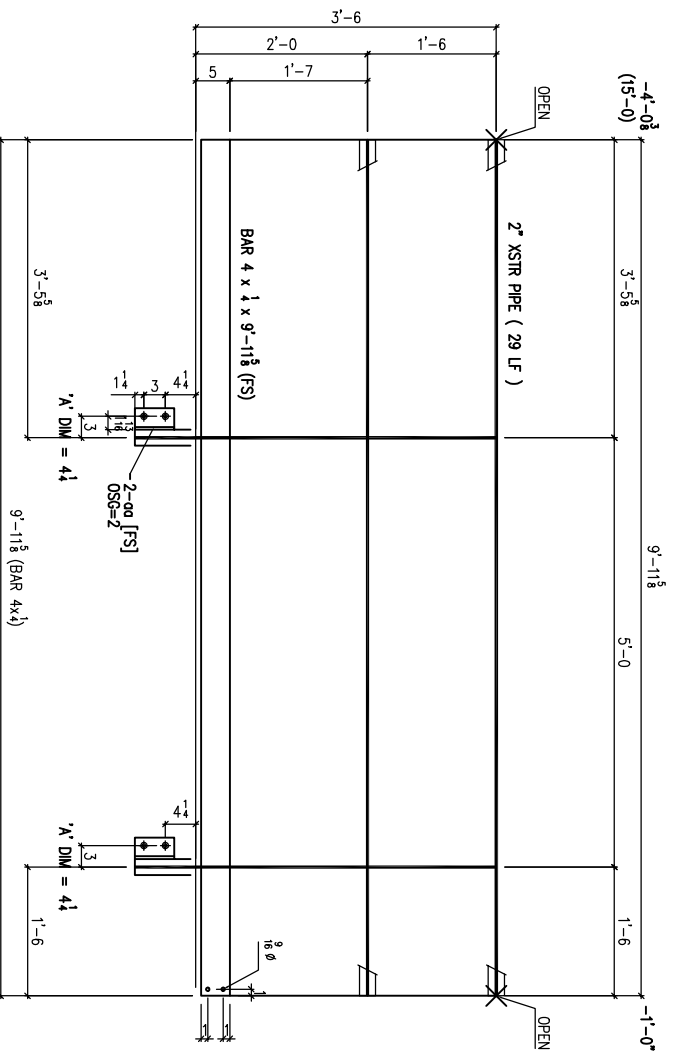 -4'-0 3/8
(15'-0)
9'-11 5/8
-1'-0"
3'-5 5/8
5'-0
1'-6
OPEN
OPEN
2" XSTR PIPE ( 29 LF )
3'-6
2'-0
1'-6
5
1'-7
BAR 4 x 1/4 x 9'-11 5/8 (FS)
9/16 Ø
1
1
1
4 1/4
3
1 1/4
1 13/16
3
2-aa [FS]
OSG=2
'A' DIM = 4 1/4
4 1/4
3
'A' DIM = 4 1/4
3'-5 5/8
1'-6
9'-11 5/8 (BAR 4x 1/4)